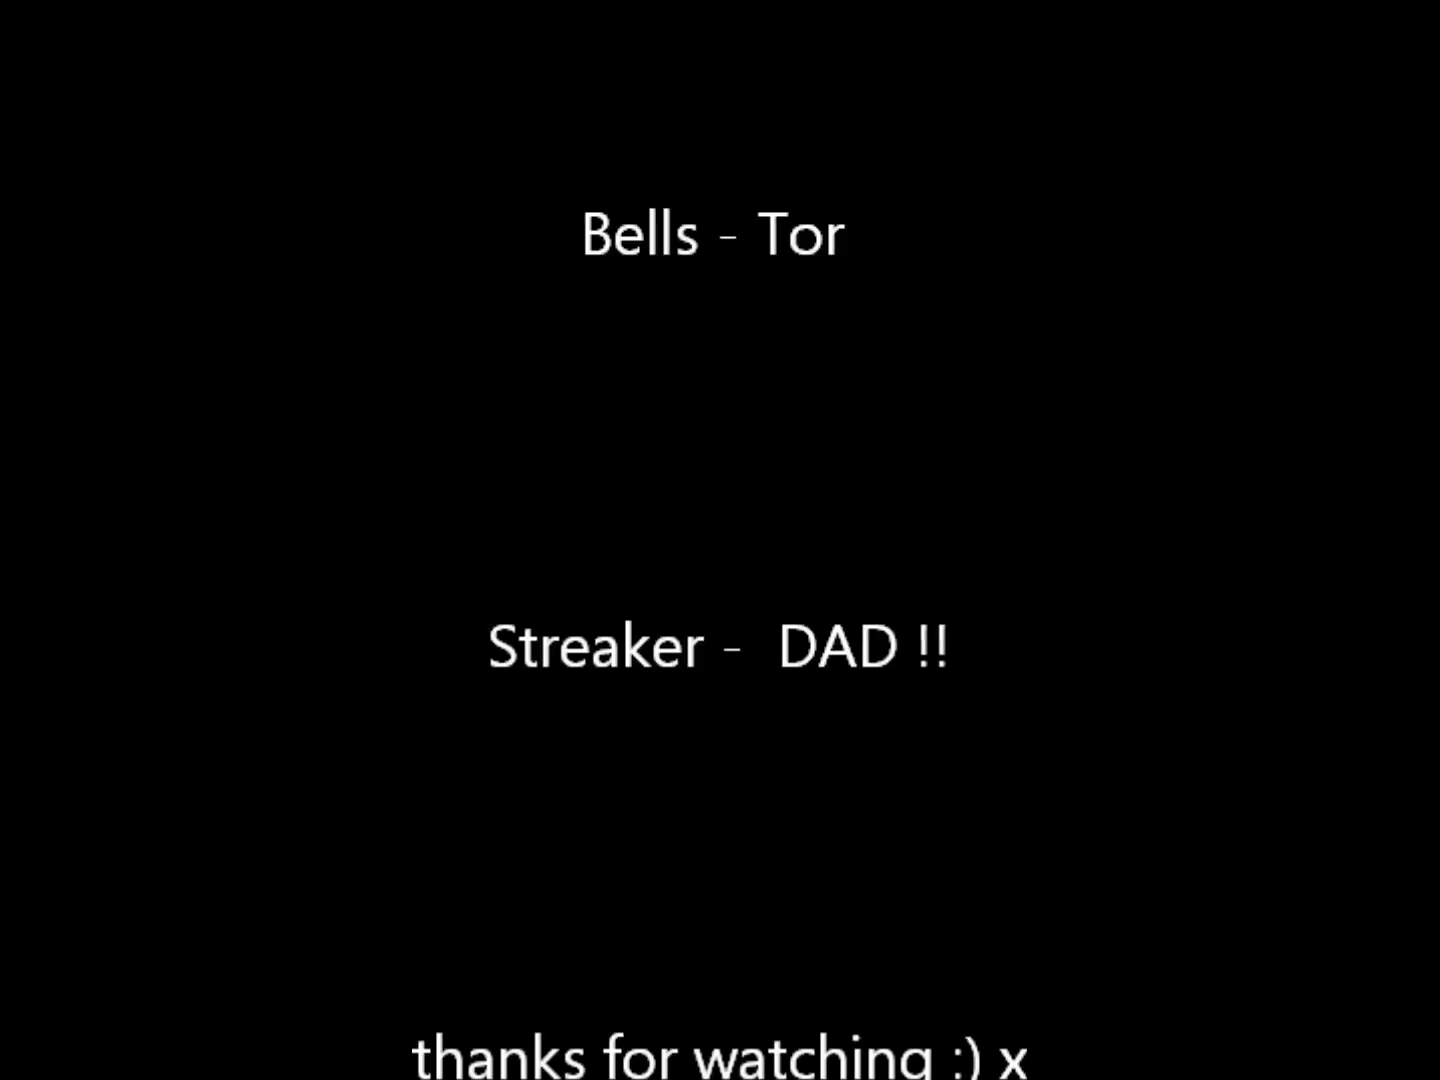 Bells - Tor
Streaker -  DAD !!
thanks for watching :) x